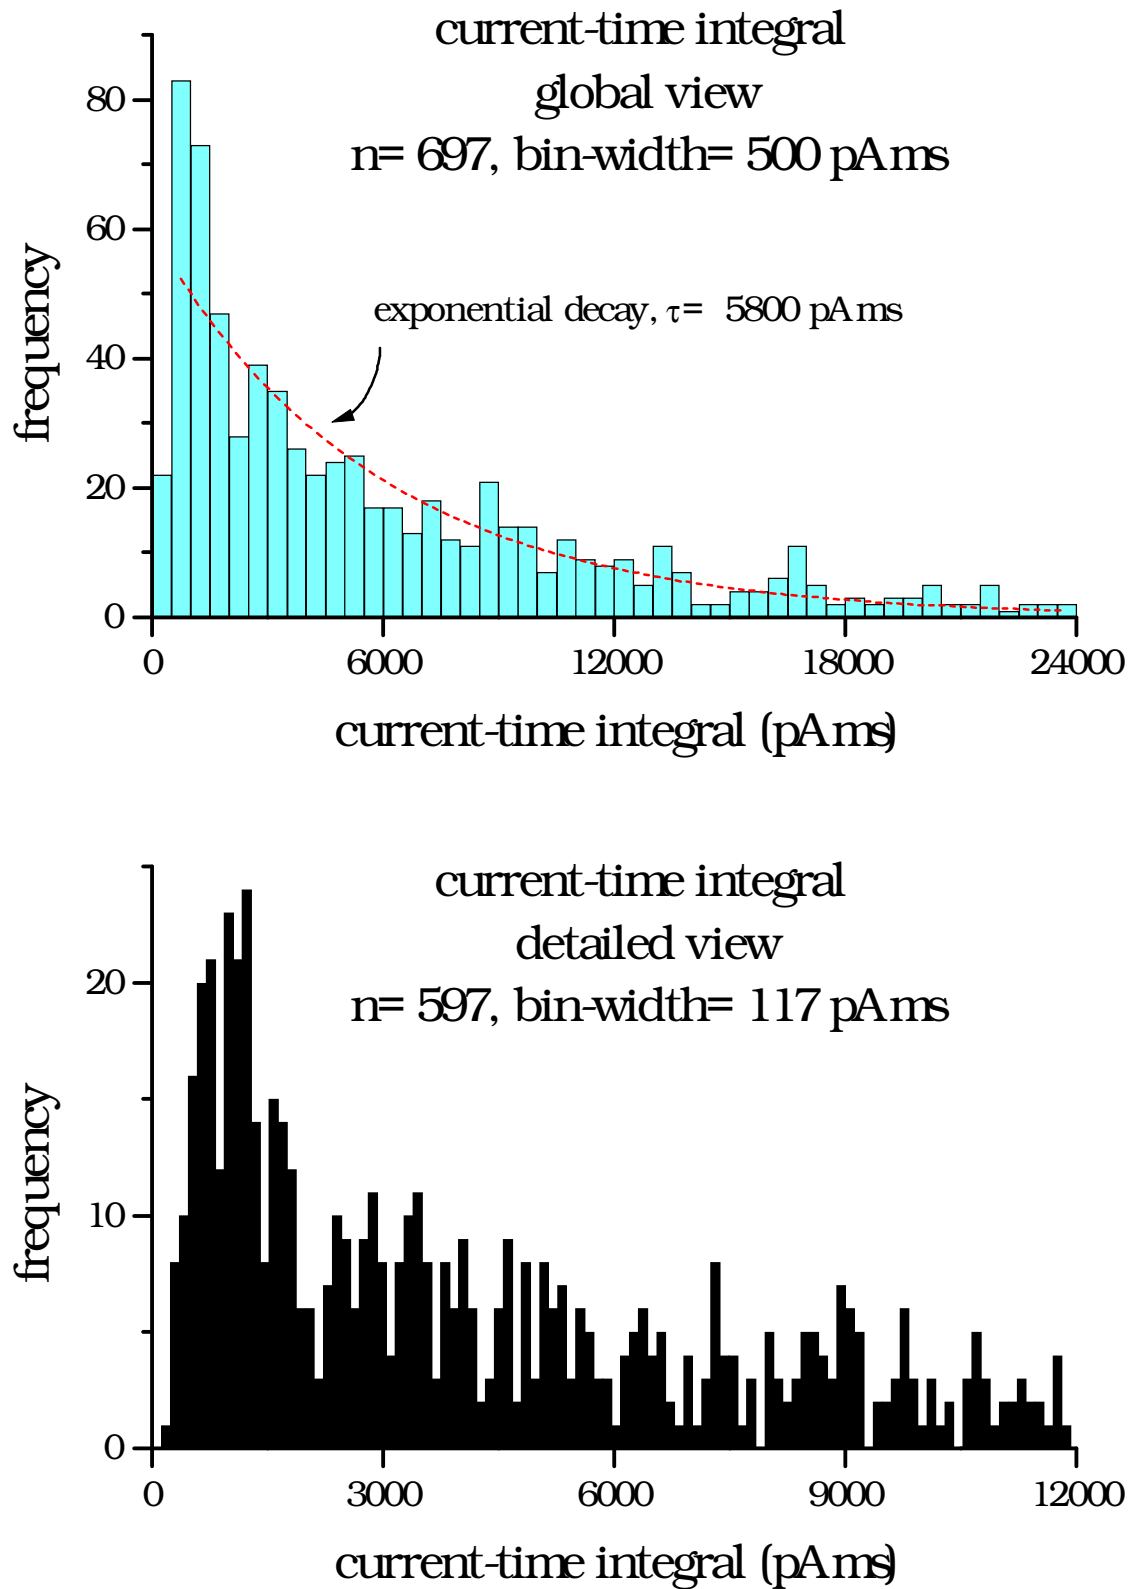 current-time integral
global view
n= 697, bin-width= 500 pAms
80
60
40
20
0
frequency
exponential decay, τ= 5800 pAms
0 6000 12000 18000 24000
current-time integral (pAms)
current-time integral
detailed view
n= 597, bin-width= 117 pAms
20
10
0
frequency
0 3000 6000 9000 12000
current-time integral (pAms)